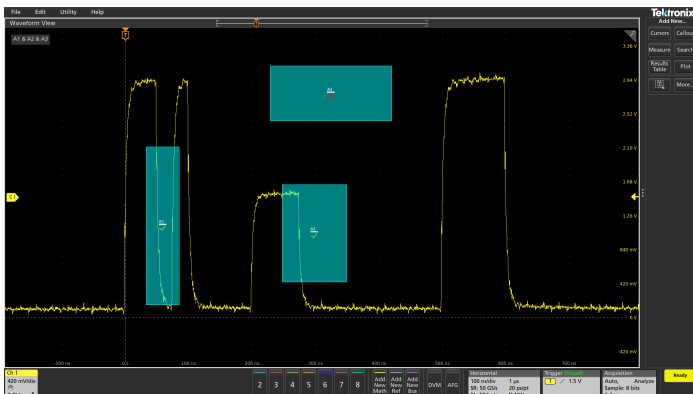 File Edit Utility Help
Tektronix
Waveform View
Add New...
A1 & A2 & A3
Cursors Callout
Measure Search
Results Table Plot
More...
3.36 V
2.94 V
2.52 V
2.10 V
1.68 V
1.26 V
840 mV
420 mV
0 V
-420 mV
A1
A2
A3
C1
-100 ns 0s 100 ns 200 ns 300 ns 400 ns 500 ns 600 ns 700 ns
Ch 1
420 mV/div
2 3 4 5 6 7 8
Add New Math
Add New Ref
Add New Bus
DVM AFG
Horizontal
100 ns/div 1 µs
SR: 50 GS/s 20 ps/pt
Trigger (Visual)
1 1.5 V
Acquisition
Auto, Analyze
Sample: 8 bits
Ready